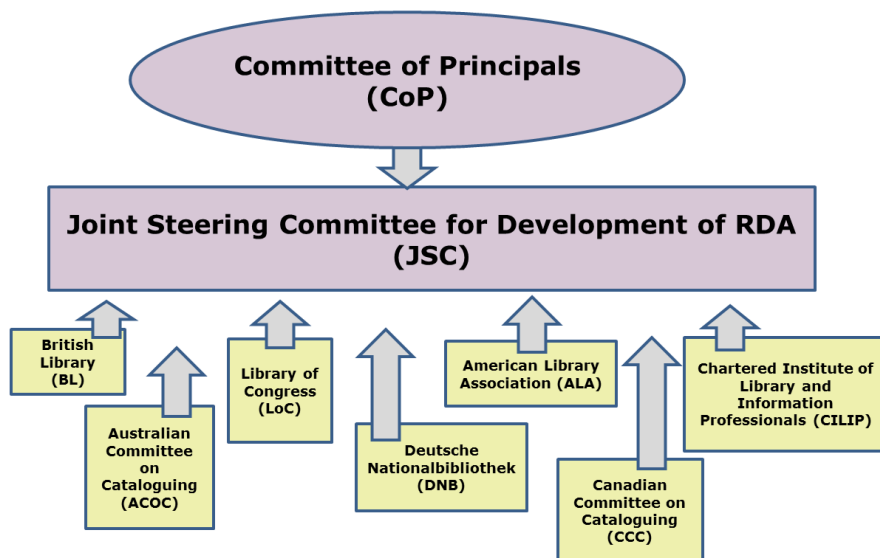 Committee of Principals
(CoP)
Joint Steering Committee for Development of RDA
(JSC)
British
Library
(BL)
Australian
Committee
on
Cataloguing
(ACOC)
Library of
Congress
(LoC)
Deutsche
Nationalbibliothek
(DNB)
American Library
Association (ALA)
Canadian
Committee on
Cataloguing
(CCC)
Chartered Institute of
Library and
Information
Professionals (CILIP)